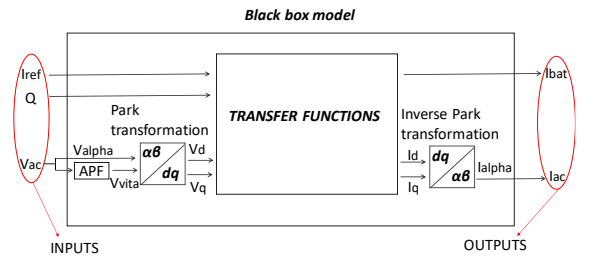 Black box model
Iref
Q
Vac
Valpha
APF
Vvita
Park
transformation
αβ
dq
Vd
Vq
TRANSFER FUNCTIONS
Inverse Park
transformation
Id
Iq
dq
αβ
Ialpha
Ibat
Iac
INPUTS
OUTPUTS